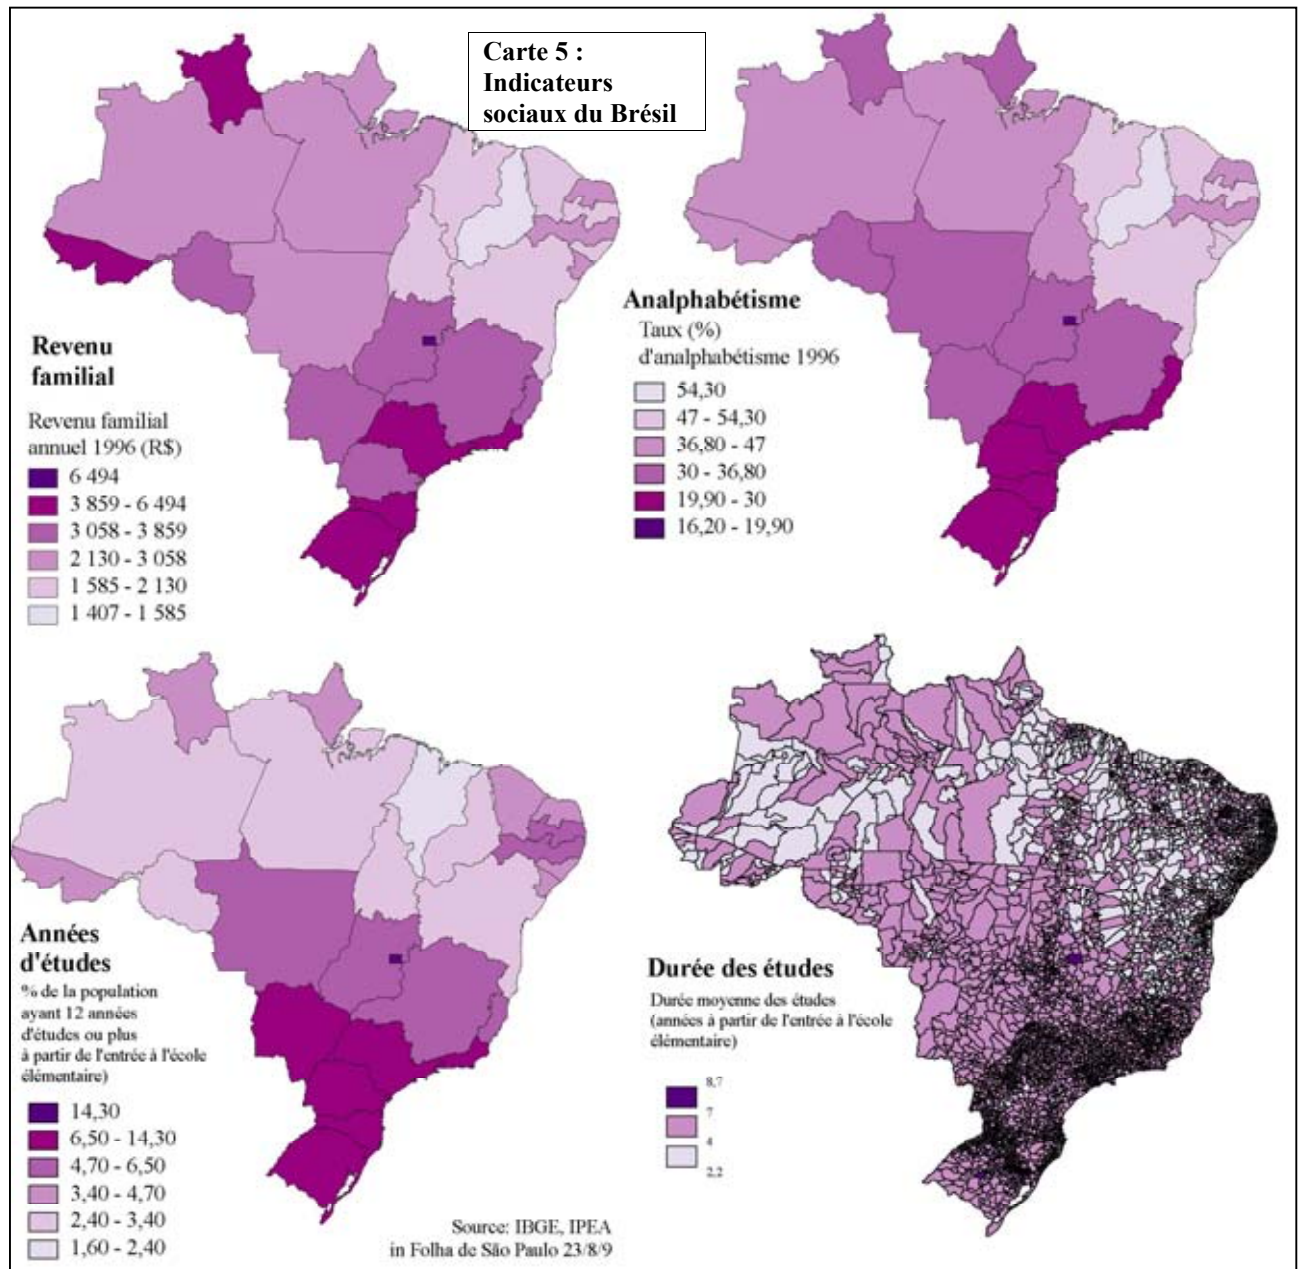 Carte 5 :
Indicateurs
sociaux du Brésil
Revenu
familial
Revenu familial
annuel 1996 (R$)
6 494
3 859 - 6 494
3 058 - 3 859
2 130 - 3 058
1 585 - 2 130
1 407 - 1 585
Analphabétisme
Taux (%)
d'analphabétisme 1996
54,30
47 - 54,30
36,80 - 47
30 - 36,80
19,90 - 30
16,20 - 19,90
Années
d'études
% de la population
ayant 12 années
d'études ou plus
à partir de l'entrée à l'école
élémentaire)
14,30
6,50 - 14,30
4,70 - 6,50
3,40 - 4,70
2,40 - 3,40
1,60 - 2,40
Durée des études
Durée moyenne des études
(années à partir de l'entrée à l'école
élémentaire)
8,7
7
4
2,2
Source: IBGE, IPEA
in Folha de São Paulo 23/8/9